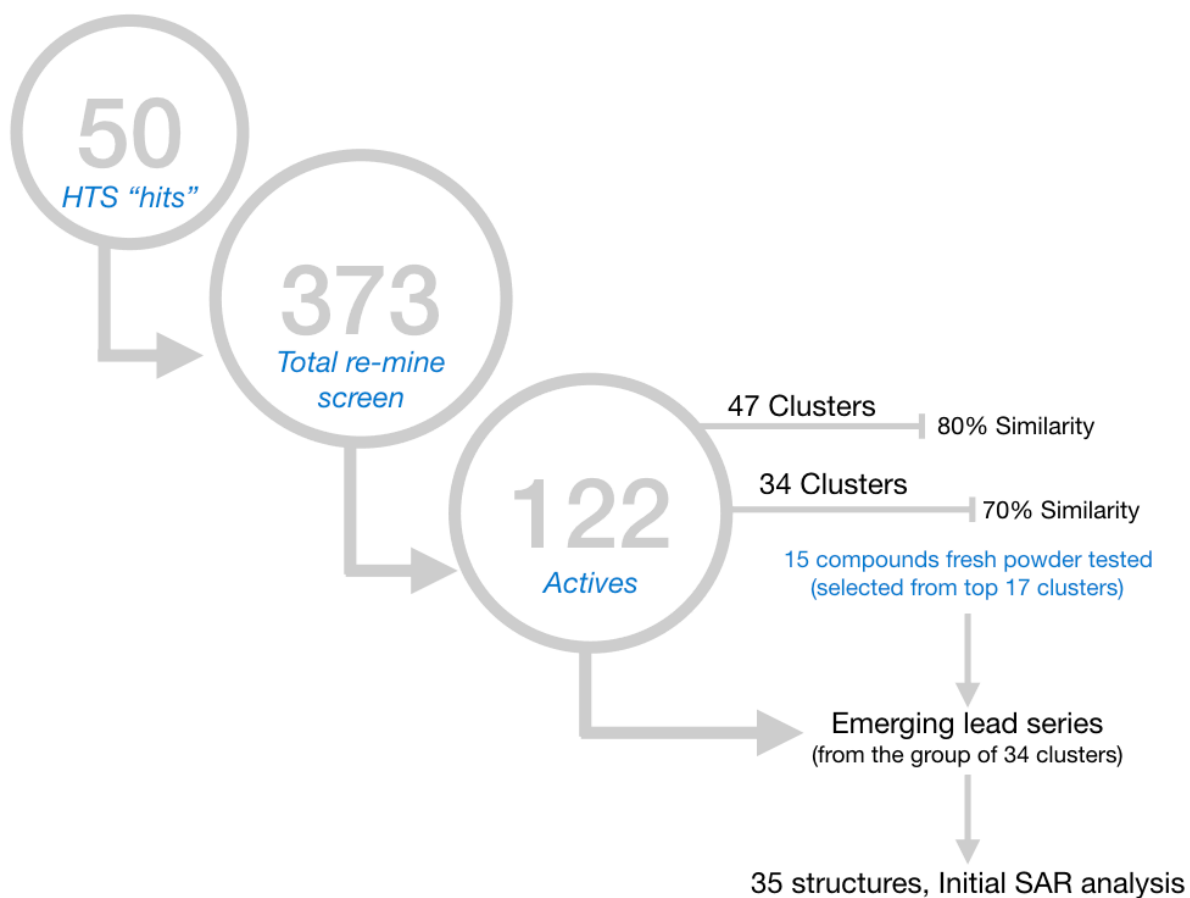 50
HTS “hits”
373
Total re-mine
screen
122
Actives
47 Clusters
80% Similarity
34 Clusters
70% Similarity
15 compounds fresh powder tested
(selected from top 17 clusters)
Emerging lead series
(from the group of 34 clusters)
35 structures, Initial SAR analysis